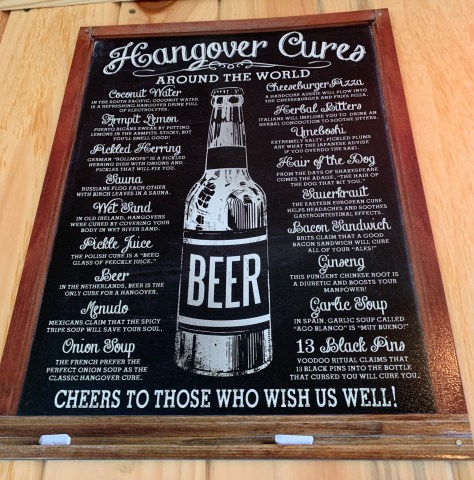 Hangover Cures
AROUND THE WORLD
Coconut Water
IN THE SOUTH PACIFIC, COCONUT WATER
IS A REFRESHING HANGOVER DRINK FULL
OF ELECTROLYTES.
Armpit Lemon
PUERTO RICANS SWEAR BY PUTTING
LEMONS IN THE ARMPITS. STICKY, BUT
YOU'LL SMELL GOOD!
Pickled Herring
GERMAN "ROLLMOPS" IS A PICKLED
HERRING DISH WITH ONIONS AND
PICKLES THAT WILL FIX YOU.
Sauna
RUSSIANS FLOG EACH OTHER
WITH BIRCH LEAVES IN A SAUNA.
Wet Sand
IN OLD IRELAND, HANGOVERS
WERE CURED BY COVERING YOUR
BODY IN WET RIVER SAND.
Pickle Juice
THE POLISH CURE IS A "BEEG
GLASS OF PEECKLE JUICE."
Beer
IN THE NETHERLANDS, BEER IS THE
ONLY CURE FOR A HANGOVER.
Menudo
MEXICANS CLAIM THAT THE SPICY
TRIPE SOUP WILL SAVE YOUR SOUL.
Onion Soup
THE FRENCH PREFER THE
PERFECT ONION SOUP AS THE
CLASSIC HANGOVER CURE.
BEER
Cheeseburger Pizza
A HARDCORE AUSSIE WILL PLOW INTO
THE CHEESEBURGER AND FRIES PIZZA.
Herbal Bitters
ITALIANS WILL IMPLORE YOU TO DRINK AN
HERBAL CONCOCTION TO SOOTHE BITTERS.
Umeboshi
EXTREMELY SALTY, PICKLED PLUMS
ARE WHAT THE JAPANESE ADVISE
IF YOU OVERDO THE SAKI.
Hair of the Dog
FROM THE DAYS OF SHAKESPEARE
COMES THE ADAGE, "THE HAIR OF
THE DOG THAT BIT YOU."
Sauerkraut
THE EASTERN EUROPEAN CURE
HELPS HEADACHES AND SOOTHES
GASTROINTESTINAL EFFECTS.
Bacon Sandwich
BRITS CLAIM THAT A GOOD
BACON SANDWICH WILL CURE
ALL OF YOUR "ALES!"
Ginseng
THIS PUNGENT CHINESE ROOT IS
A DIURETIC AND BOOSTS YOUR
MANPOWER!
Garlic Soup
IN SPAIN, GARLIC SOUP CALLED
"AGO BLANCO" IS "MUY BUENO!"
13 Black Pins
VOODOO RITUAL CLAIMS THAT
13 BLACK PINS INTO THE BOTTLE
THAT CURSED YOU WILL CURE YOU.
CHEERS TO THOSE WHO WISH US WELL!